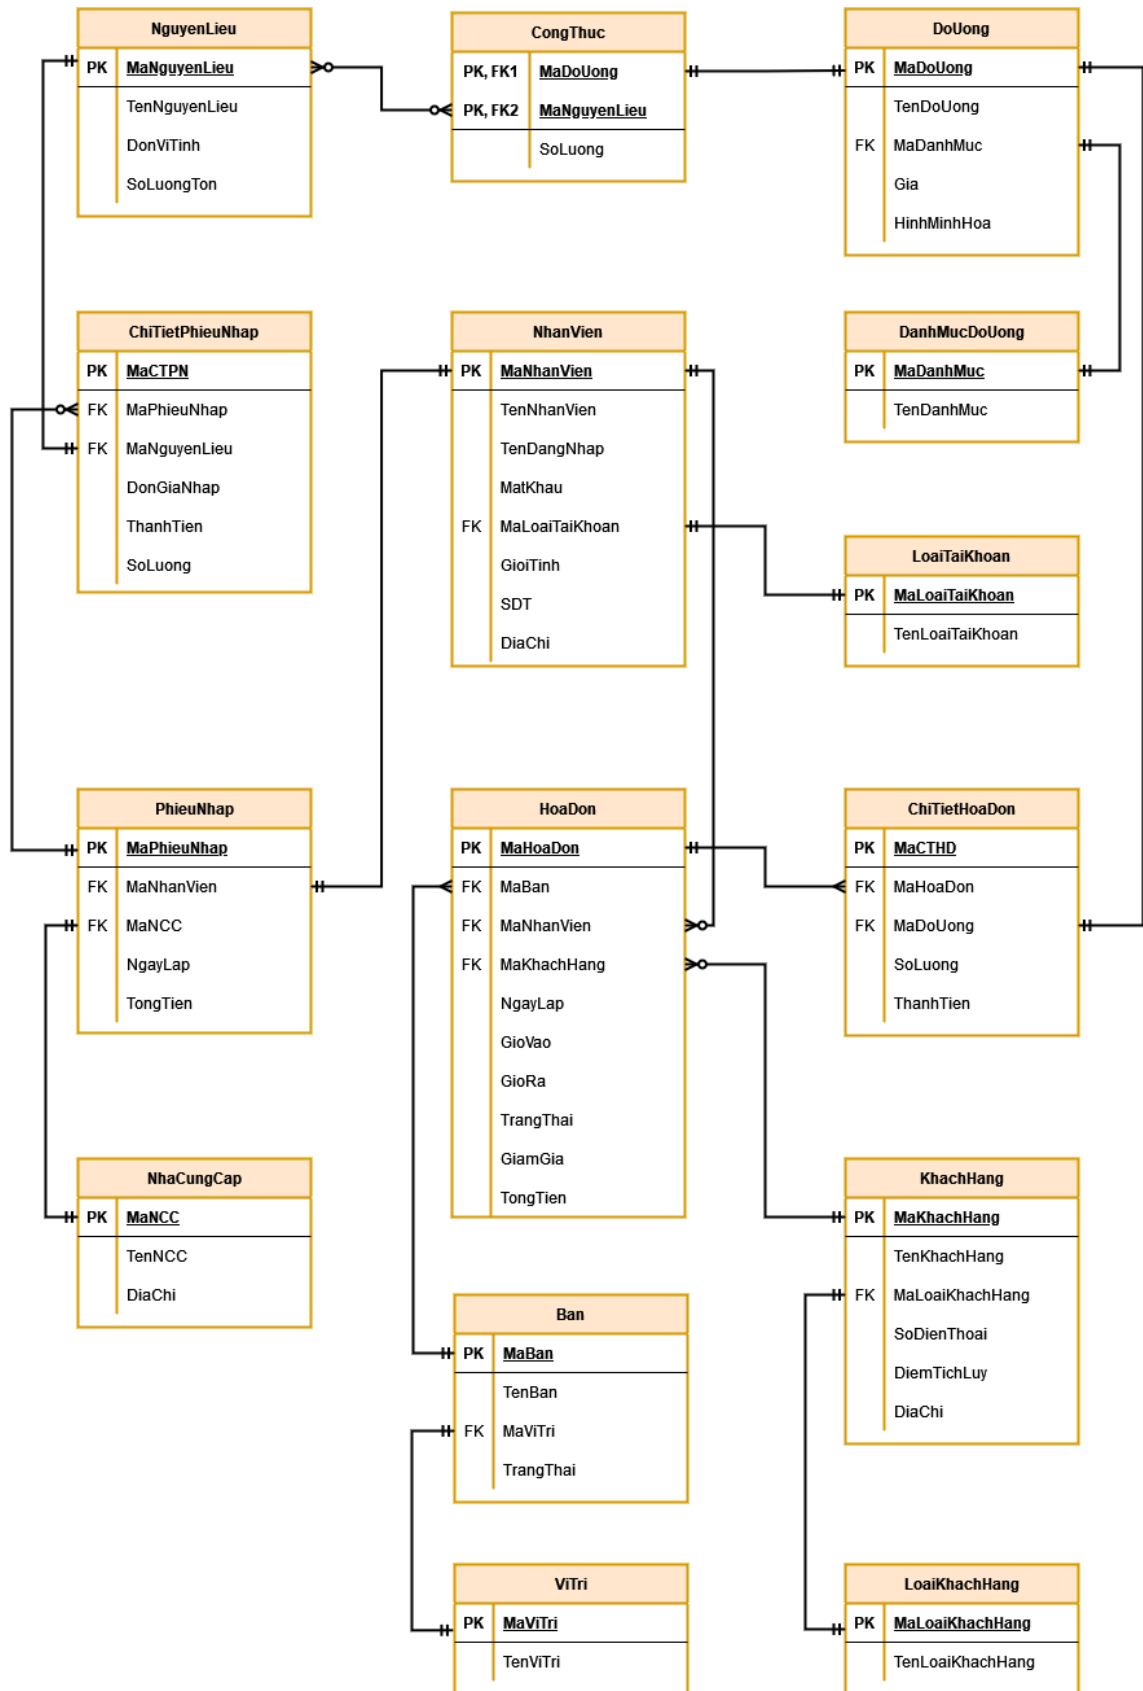 NguyenLieu
PK MaNguyenLieu
TenNguyenLieu
DonViTinh
SoLuongTon
CongThuc
PK, FK1 MaDoUong
PK, FK2 MaNguyenLieu
SoLuong
DoUong
PK MaDoUong
TenDoUong
FK MaDanhMuc
Gia
HinhMinhHoa
ChiTietPhieuNhap
PK MaCTPN
FK MaPhieuNhap
FK MaNguyenLieu
DonGiaNhap
ThanhTien
SoLuong
NhanVien
PK MaNhanVien
TenNhanVien
TenDangNhap
MatKhau
FK MaLoaiTaiKhoan
GioiTinh
SDT
DiaChi
DanhMucDoUong
PK MaDanhMuc
TenDanhMuc
LoaiTaiKhoan
PK MaLoaiTaiKhoan
TenLoaiTaiKhoan
PhieuNhap
PK MaPhieuNhap
FK MaNhanVien
FK MaNCC
NgayLap
TongTien
HoaDon
PK MaHoaDon
FK MaBan
FK MaNhanVien
FK MaKhachHang
NgayLap
GioVao
GioRa
TrangThai
GiamGia
TongTien
ChiTietHoaDon
PK MaCTHD
FK MaHoaDon
FK MaDoUong
SoLuong
ThanhTien
NhaCungCap
PK MaNCC
TenNCC
DiaChi
KhachHang
PK MaKhachHang
TenKhachHang
FK MaLoaiKhachHang
SoDienThoai
DiemTichLuy
DiaChi
Ban
PK MaBan
TenBan
FK MaViTri
TrangThai
ViTri
PK MaViTri
TenViTri
LoaiKhachHang
PK MaLoaiKhachHang
TenLoaiKhachHang